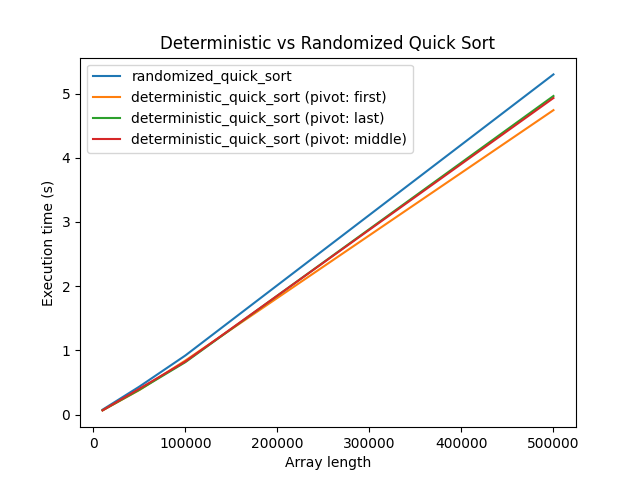 Deterministic vs Randomized Quick Sort
randomized_quick_sort
deterministic_quick_sort (pivot: first)
deterministic_quick_sort (pivot: last)
deterministic_quick_sort (pivot: middle)
Execution time (s)
5
4
3
2
1
0
0 100000 200000 300000 400000 500000
Array length